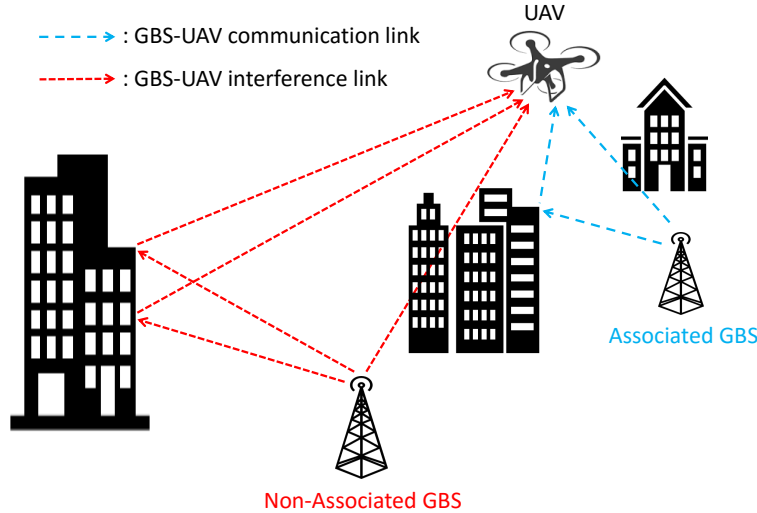 UAV
: GBS-UAV communication link
: GBS-UAV interference link
Associated GBS
Non-Associated GBS